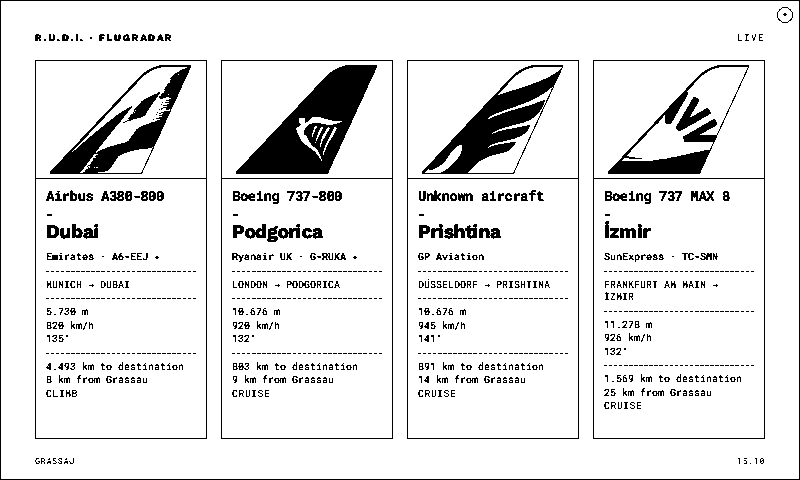 R.U.D.I. · FLUGRADAR
LIVE
Airbus A380-800
-
Dubai
Emirates · A6-EEJ ✦
MUNICH → DUBAI
5.730 m
820 km/h
135°
4.493 km to destination
8 km from Grassau
CLIMB
Boeing 737-800
-
Podgorica
Ryanair UK · G-RUKA ✦
LONDON → PODGORICA
10.676 m
920 km/h
132°
803 km to destination
9 km from Grassau
CRUISE
Unknown aircraft
-
Prishtina
GP Aviation
DÜSSELDORF → PRISHTINA
10.676 m
945 km/h
141°
891 km to destination
14 km from Grassau
CRUISE
Boeing 737 MAX 8
-
İzmir
SunExpress · TC-SMN
FRANKFURT AM MAIN →
İZMIR
11.278 m
926 km/h
132°
1.569 km to destination
25 km from Grassau
CRUISE
GRASSAU
15.10